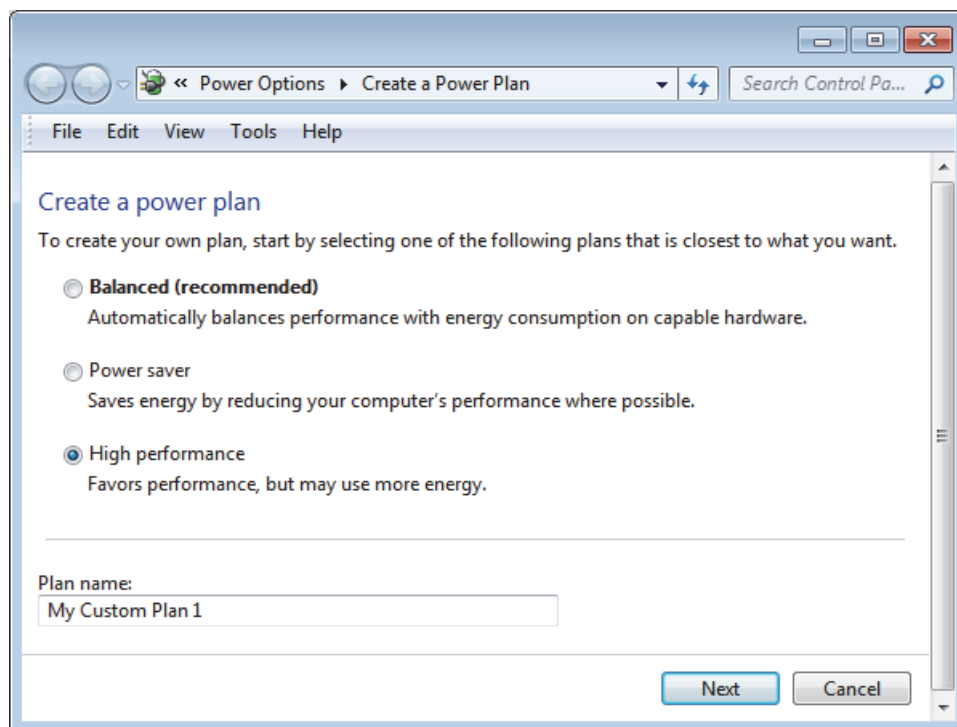 « Power Options Create a Power Plan Search Control Pa...
File Edit View Tools Help
Create a power plan
To create your own plan, start by selecting one of the following plans that is closest to what you want.
Balanced (recommended)
Automatically balances performance with energy consumption on capable hardware.
Power saver
Saves energy by reducing your computer's performance where possible.
High performance
Favors performance, but may use more energy.
Plan name:
My Custom Plan 1
Next Cancel